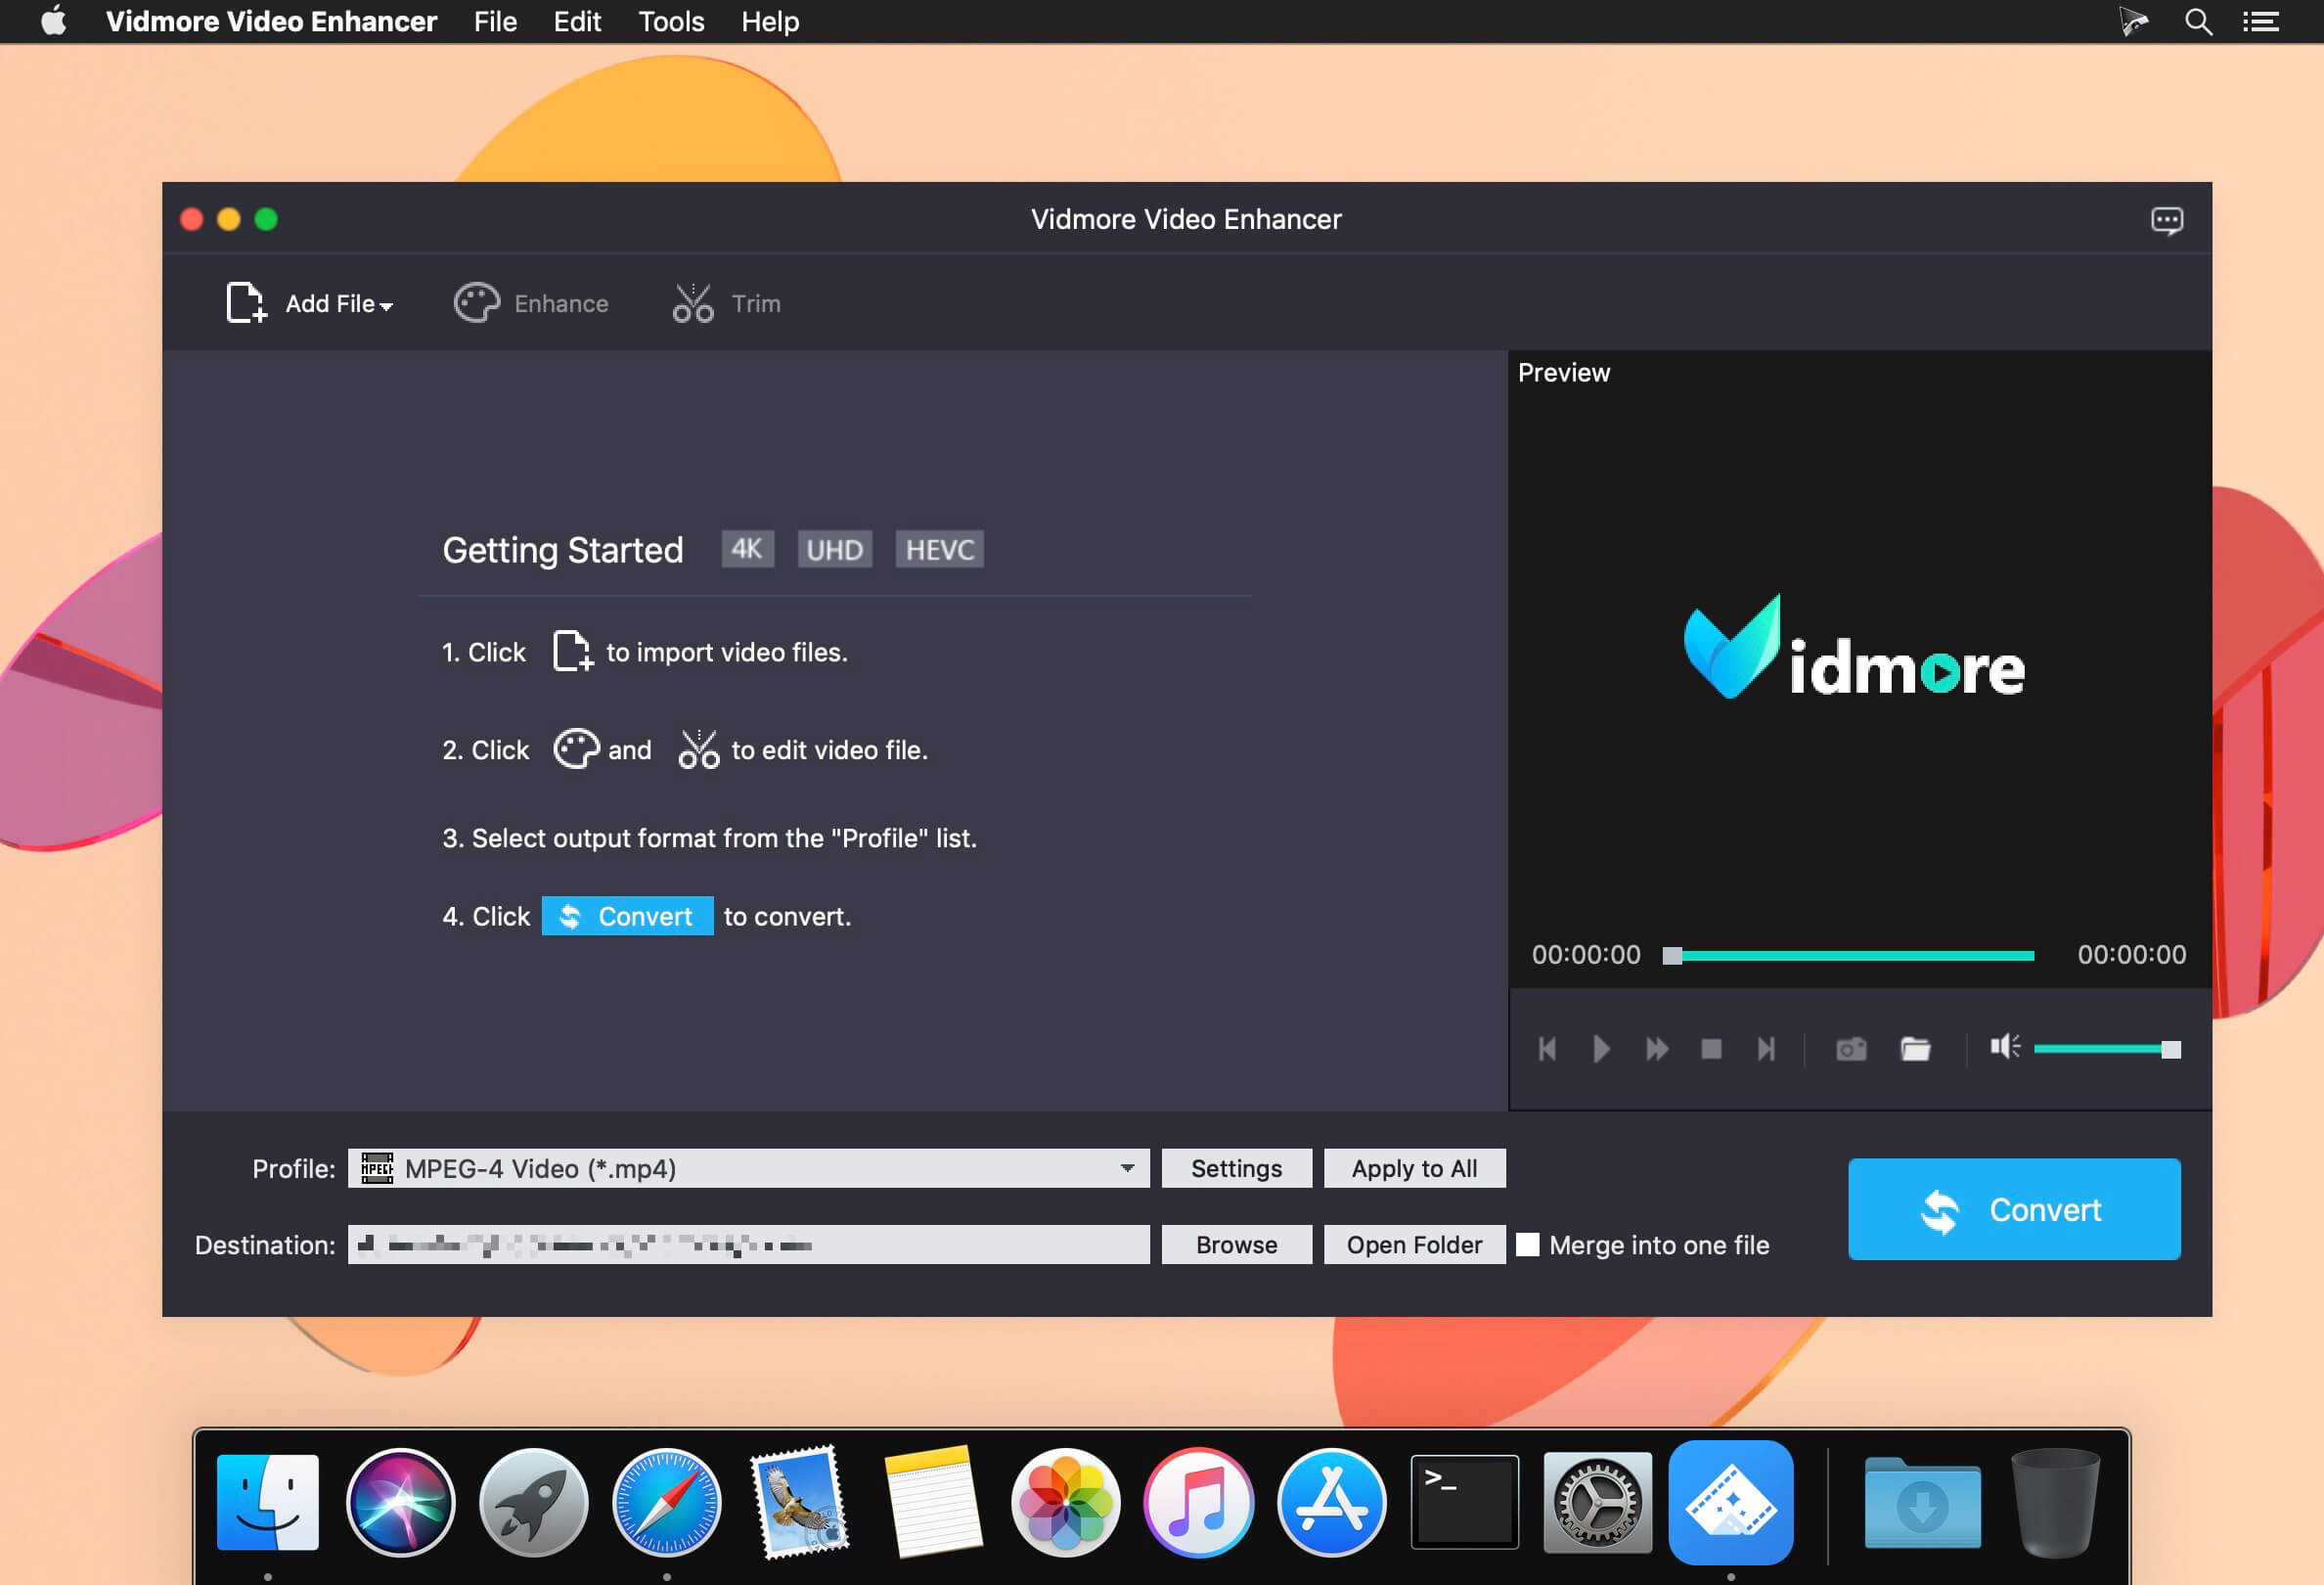 Vidmore Video Enhancer File Edit Tools Help
Vidmore Video Enhancer
Add File Enhance Trim
Preview
Getting Started 4K UHD HEVC
1. Click to import video files.
2. Click and to edit video file.
3. Select output format from the "Profile" list.
4. Click Convert to convert.
Vidmore
00:00:00 00:00:00
Profile: MPEG MPEG-4 Video (*.mp4) Settings Apply to All
Convert
Destination: Browse Open Folder Merge into one file
>_